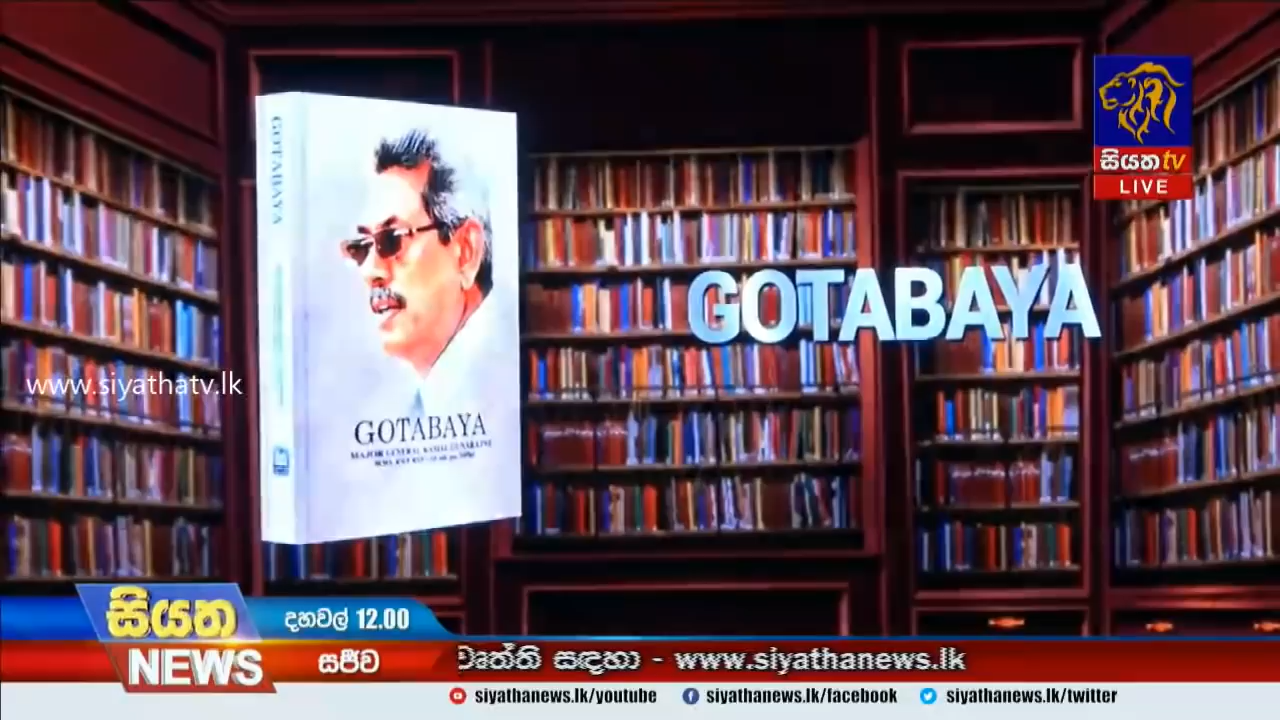 සියත tv
LIVE
GOTABAYA
GOTABAYA
www.siyathatv.lk
GOTABAYA
MAJOR GENERAL KAMAL GUNARATNE
සියත
NEWS
දහවල් 12.00
සජීව
වෘත්ති සඳහා - www.siyathanews.lk
siyathanews.lk/youtube
siyathanews.lk/facebook
siyathanews.lk/twitter